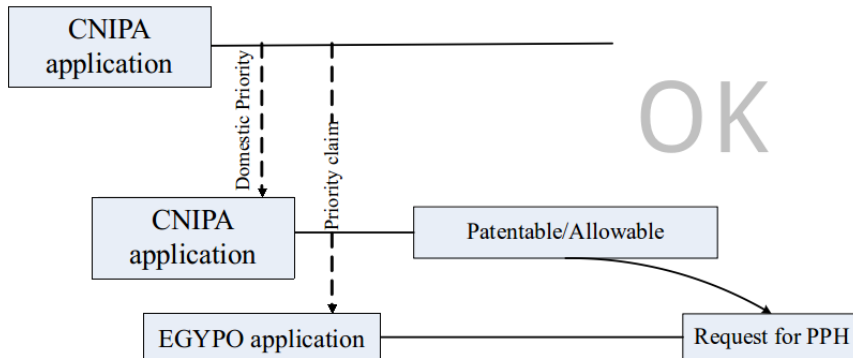 CNIPA
application
OK
Domestic Priority
Priority claim
CNIPA
application
Patentable/Allowable
EGYPO application
Request for PPH